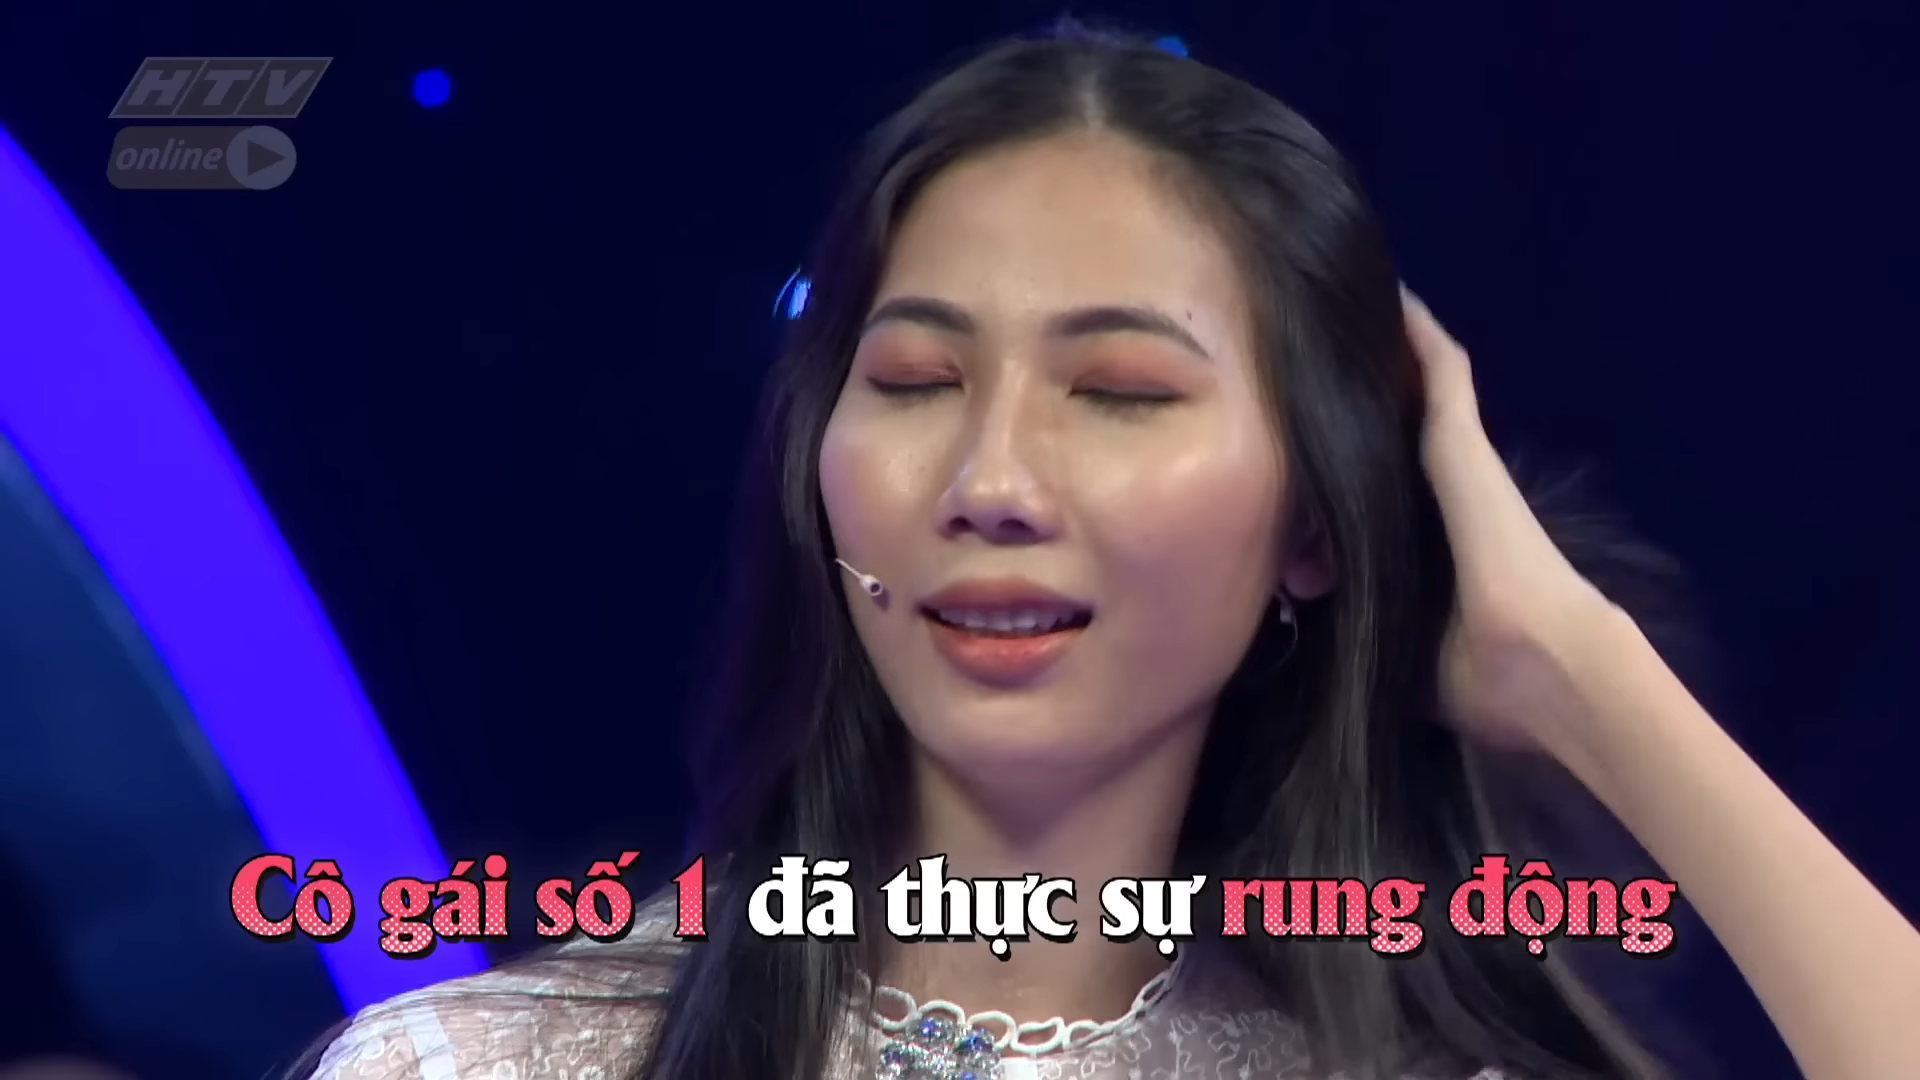 HTV
online
Cô gái số 1 đã thực sự rung động